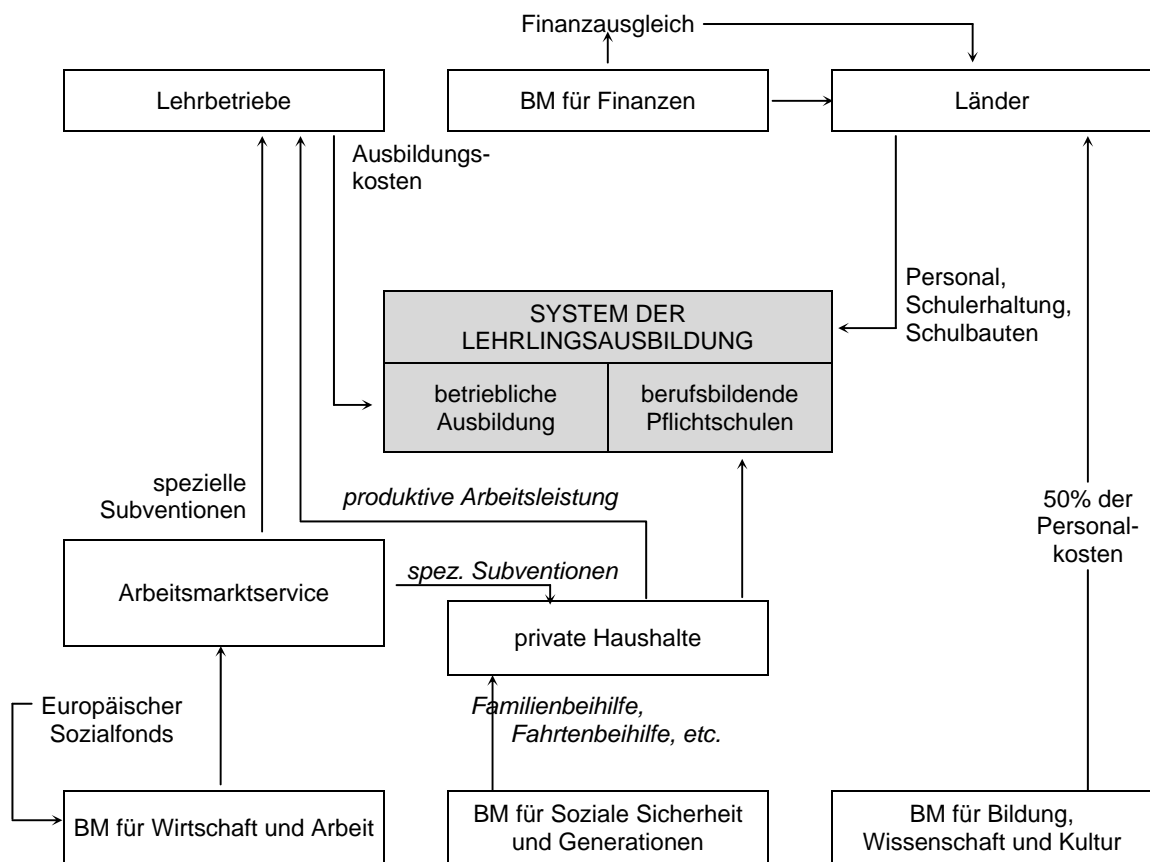 Finanzausgleich
Lehrbetriebe
BM für Finanzen
Länder
Ausbildungs-
kosten
Personal,
Schulerhaltung,
Schulbauten
SYSTEM DER
LEHRLINGSAUSBILDUNG
betriebliche
Ausbildung
berufsbildende
Pflichtschulen
spezielle
Subventionen
produktive Arbeitsleistung
50% der
Personal-
kosten
Arbeitsmarktservice
spez. Subventionen
private Haushalte
Europäischer
Sozialfonds
Familienbeihilfe,
Fahrtenbeihilfe, etc.
BM für Wirtschaft und Arbeit
BM für Soziale Sicherheit
und Generationen
BM für Bildung,
Wissenschaft und Kultur